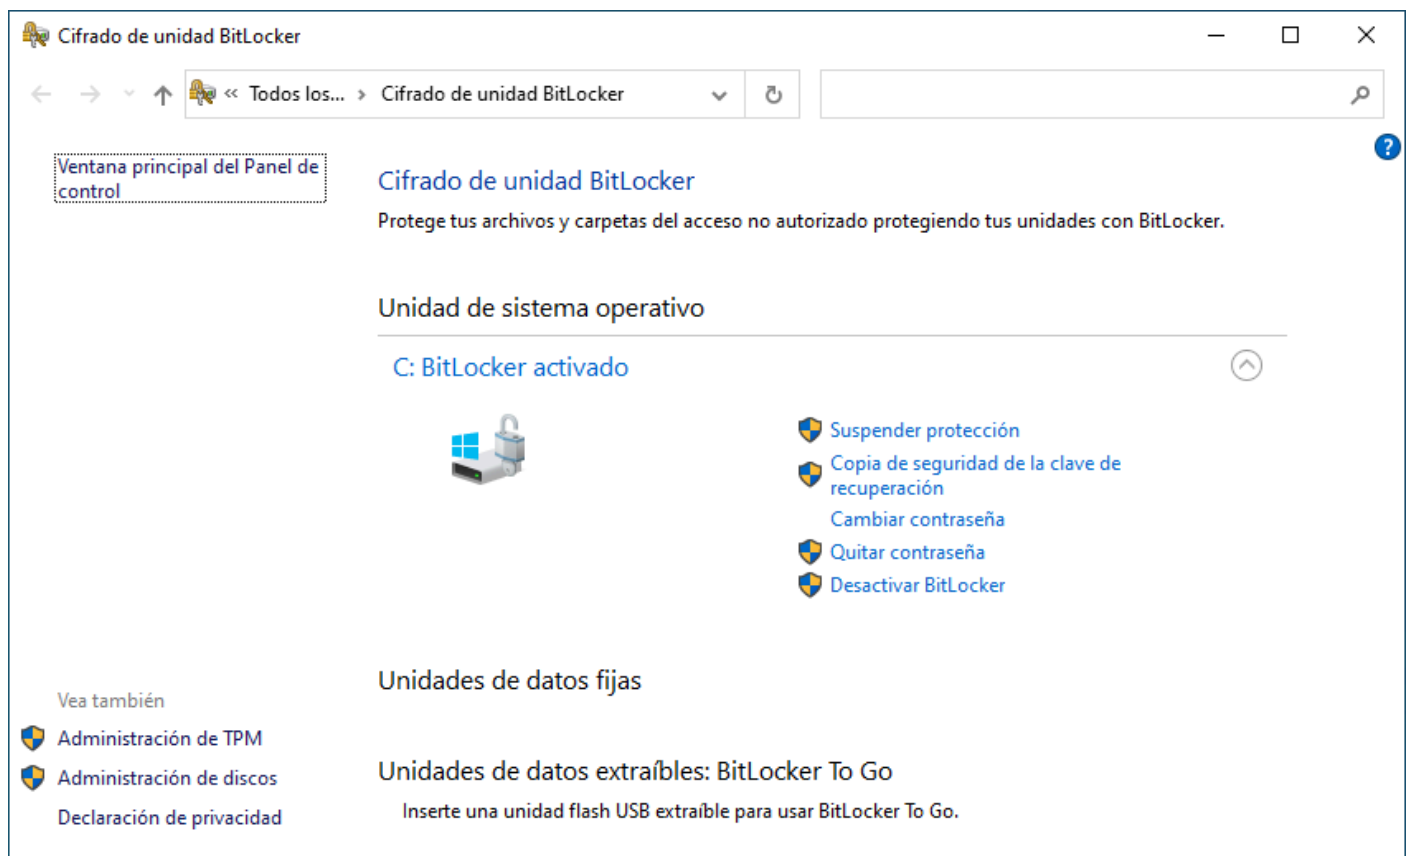 Cifrado de unidad BitLocker
« Todos los... › Cifrado de unidad BitLocker
?
Ventana principal del Panel de
control
Cifrado de unidad BitLocker
Protege tus archivos y carpetas del acceso no autorizado protegiendo tus unidades con BitLocker.
Unidad de sistema operativo
C: BitLocker activado
Suspender protección
Copia de seguridad de la clave de
recuperación
Cambiar contraseña
Quitar contraseña
Desactivar BitLocker
Unidades de datos fijas
Unidades de datos extraíbles: BitLocker To Go
Inserte una unidad flash USB extraíble para usar BitLocker To Go.
Vea también
Administración de TPM
Administración de discos
Declaración de privacidad